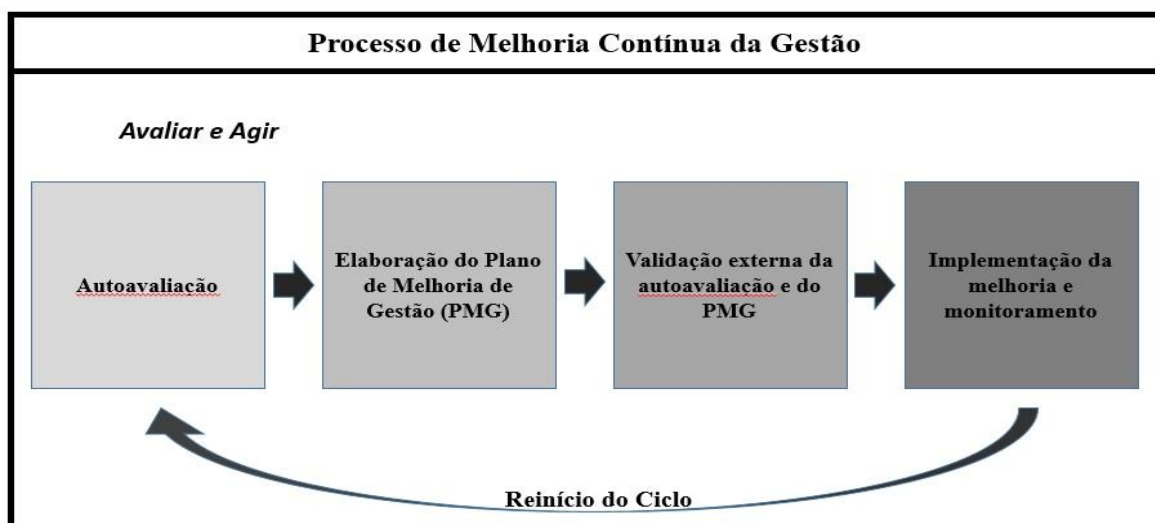 Processo de Melhoria Contínua da Gestão
Avaliar e Agir
Autoavaliação
Elaboração do Plano
de Melhoria de
Gestão (PMG)
Validação externa da
autoavaliação e do
PMG
Implementação da
melhoria e
monitoramento
Reinício do Ciclo